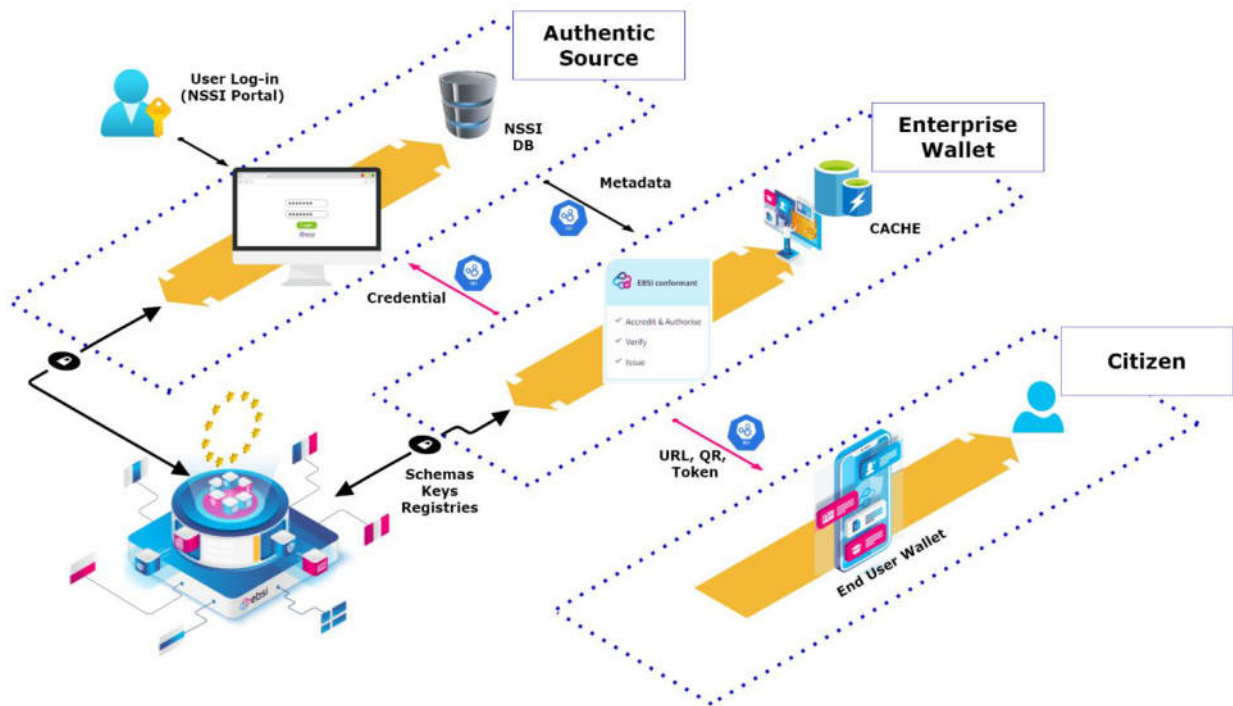 Authentic
Source
User Log-in
(NSSI Portal)
NSSI
DB
Enterprise
Wallet
Metadata
CACHE
Credential
EBSI conformant
Accredit & Authorise
Verify
Issue
Citizen
URL, QR,
Token
Schemas
Keys
Registries
End User Wallet
ebsi